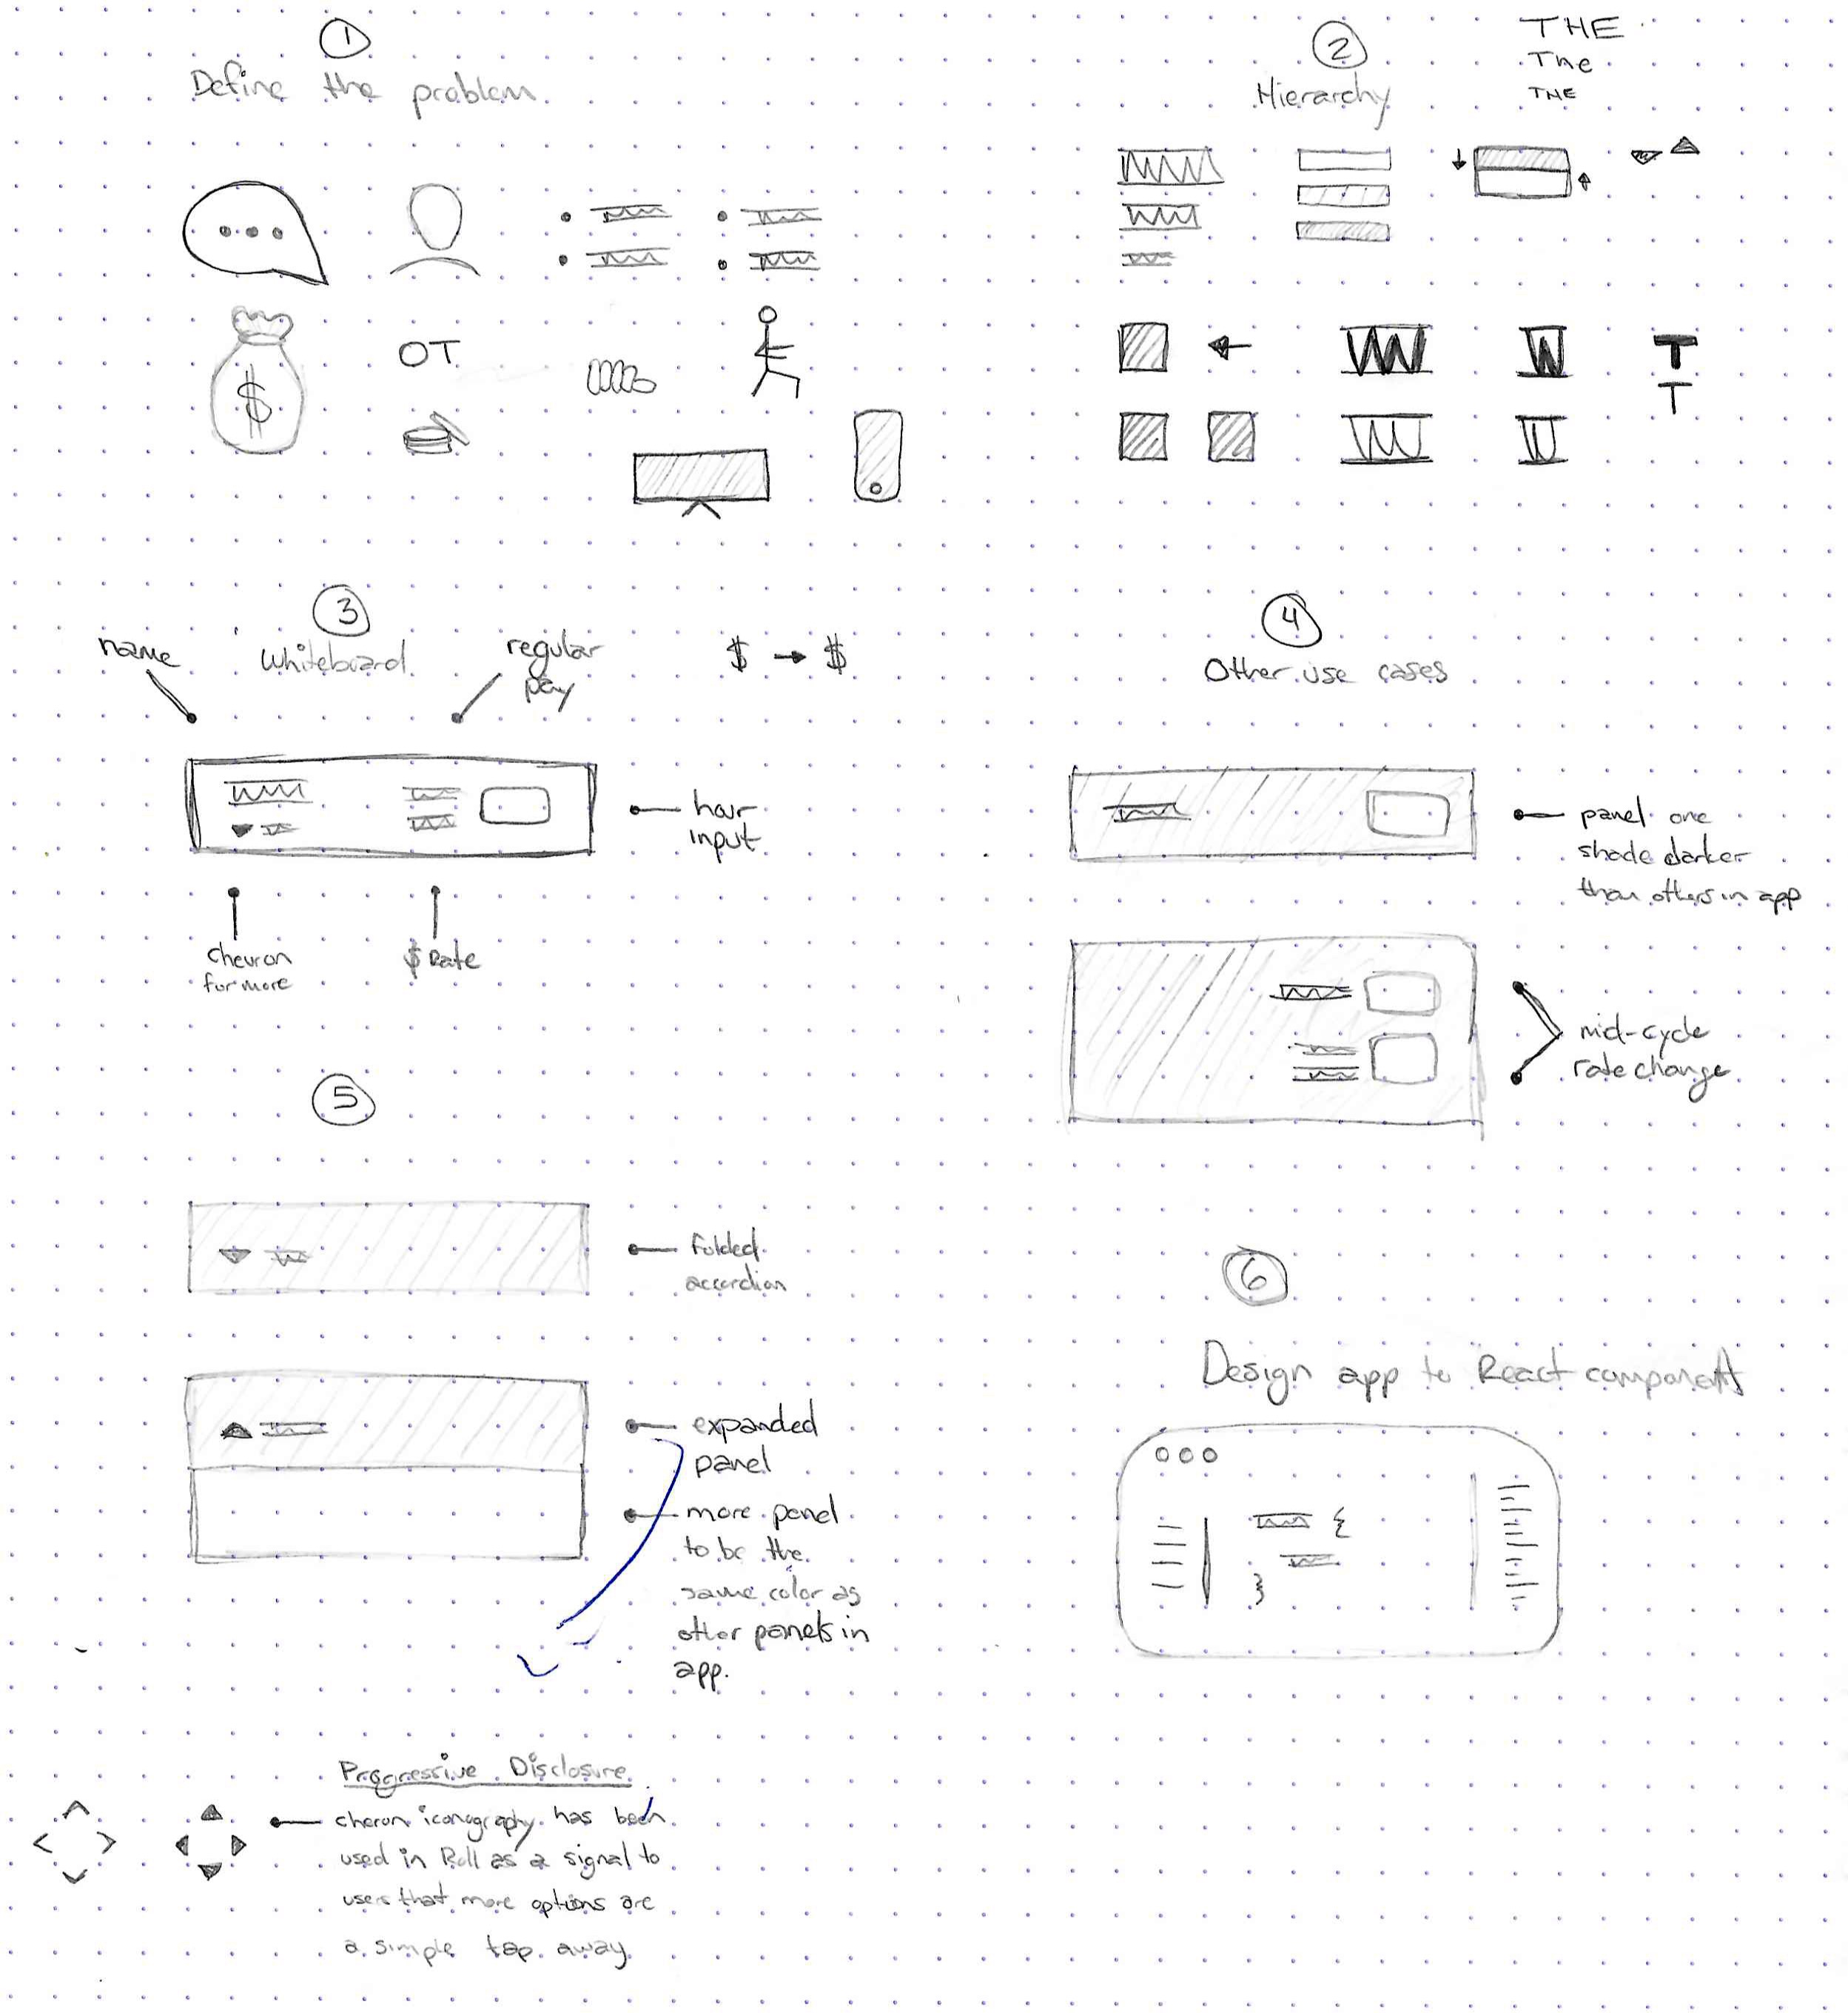 1
Define the problem
$
OT
2
Hierarchy
THE
The
THE
T
T
3
Whiteboard
name
regular
pay
$ → $
hour
input
chevron
for more
$ Rate
4
Other use cases
panel one
shade darker
than others in app
mid-cycle
rate change
5
folded
accordian
expanded
panel
more panel
to be the
same color as
other panels in
app.
6
Design app to React component
{
}
Progressive Disclosure
cheron iconography has been
used in Roll as a signal to
users that more options are
a simple tap away